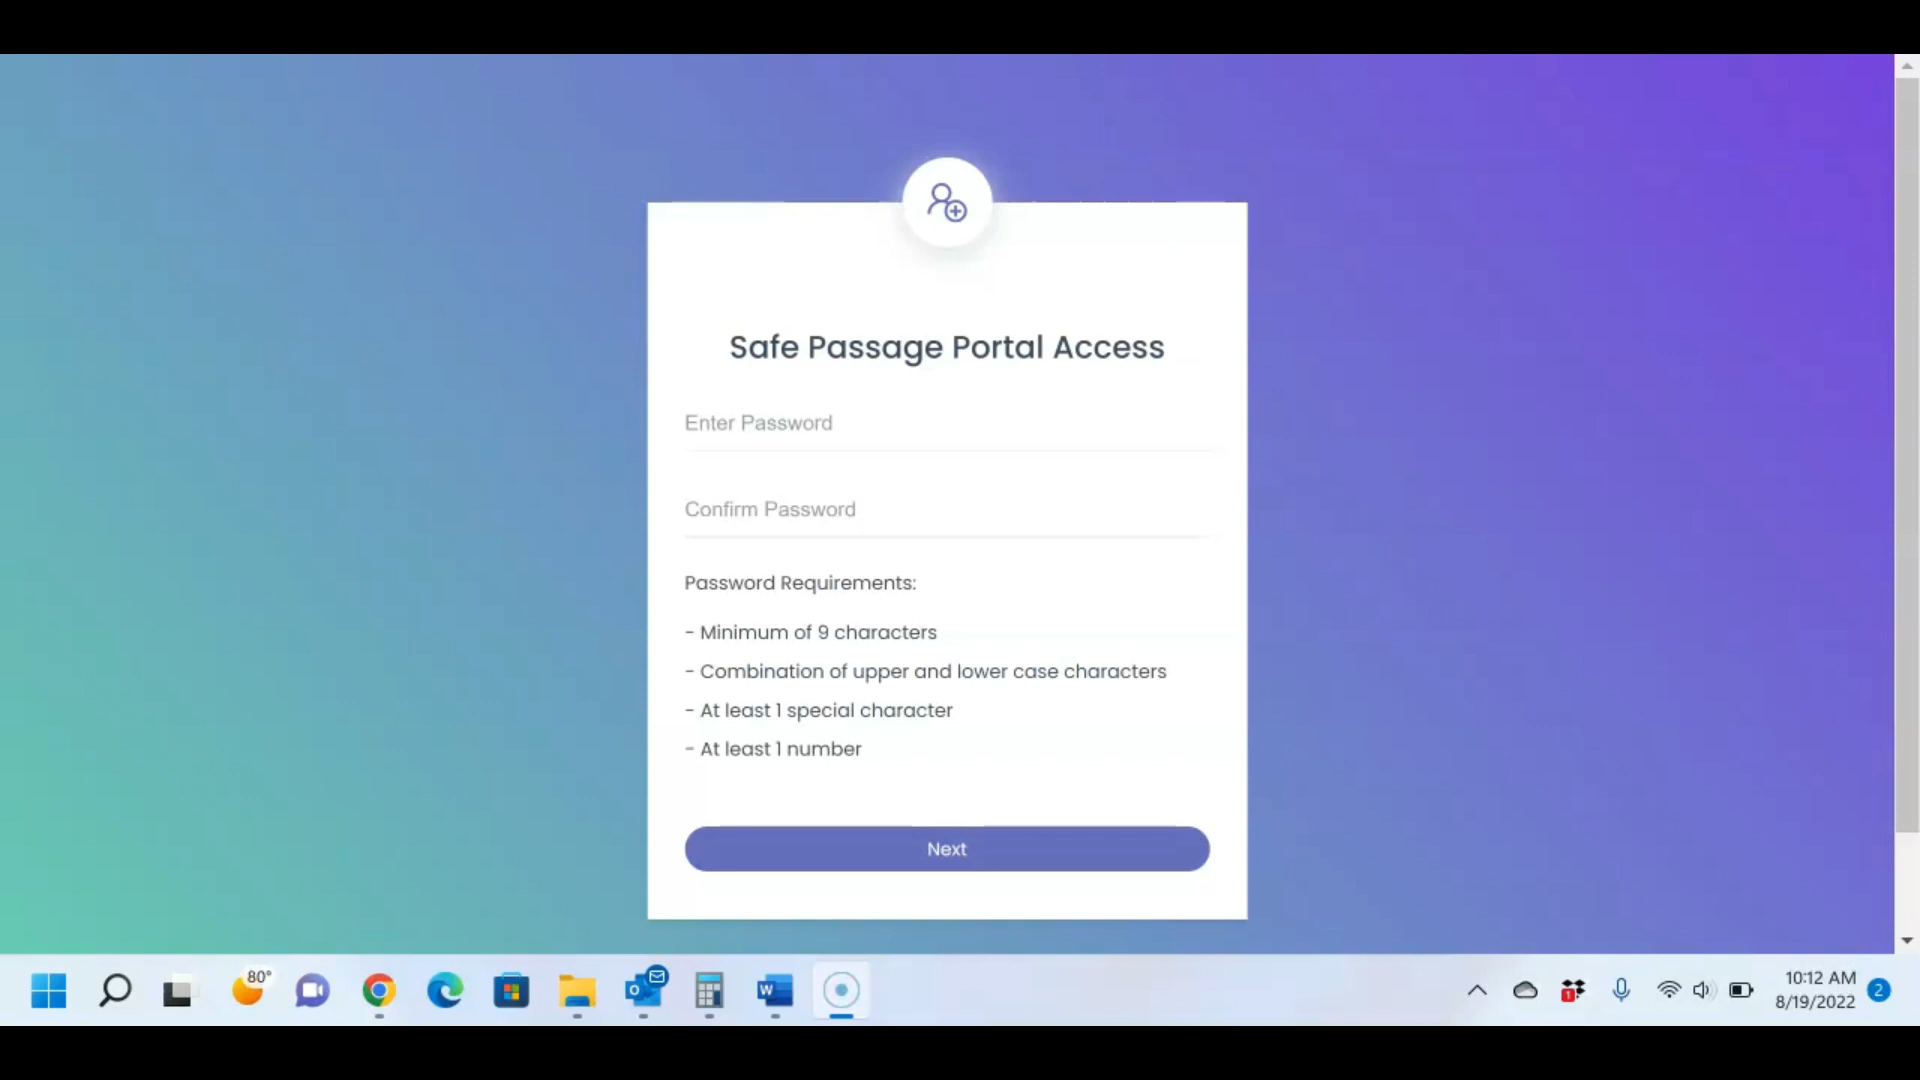 Safe Passage Portal Access
Enter Password
Confirm Password
Password Requirements:
- Minimum of 9 characters
- Combination of upper and lower case characters
- At least 1 special character
- At least 1 number
Next
80°
10:12 AM
8/19/2022
2